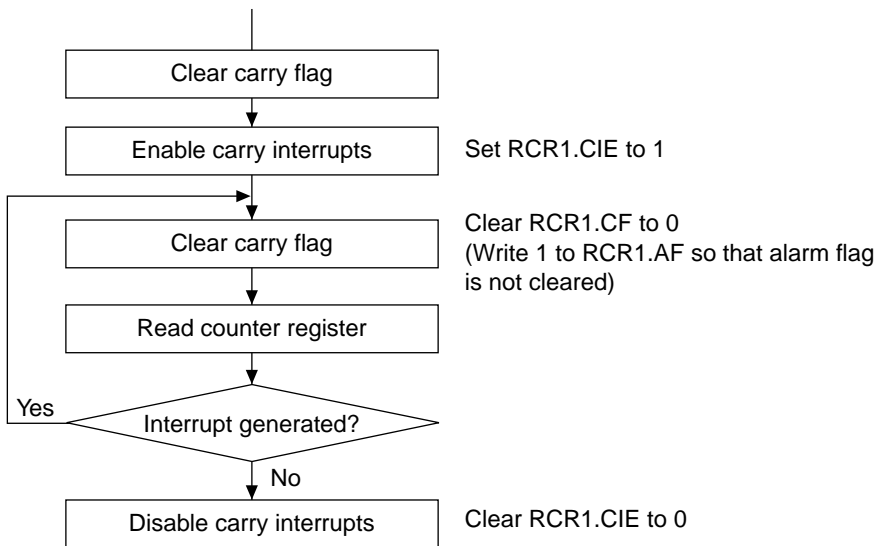 Clear carry flag
Enable carry interrupts
Set RCR1.CIE to 1
Clear carry flag
Clear RCR1.CF to 0
(Write 1 to RCR1.AF so that alarm flag
is not cleared)
Read counter register
Yes
Interrupt generated?
No
Disable carry interrupts
Clear RCR1.CIE to 0